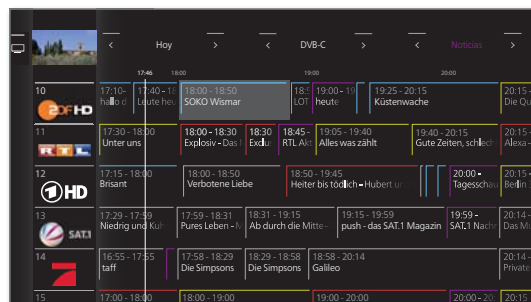 Hoy DVB-C Noticias
17:46 18:00 19:00 20:00
10 17:10- 17:40 - 18:00 - 18:50 19:00 - 19: 19:25 - 20:15 20:15 -
ZDF HD hallo d Leute heu SOKO Wismar LOT heute Küstenwache Die
11 17:30 - 18:00 18:00 - 18:30 18:30 18:45 - 19:05 - 19:40 19:40 - 20:15 20:15 -
RTL Unter uns Explosiv - Das Exclu RTL Akt Alles was zählt Gute Zeiten, schlech Alexa -
12 17:15 - 18:00 18:00 - 18:50 18:50 - 19:45 20:00 - 20:15 -
1 HD Brisant Verbotene Liebe Heiter bis tödlich - Hubert un Tagesschau Berlin
13 17:29 - 17:59 17:59 - 18:31 18:31 - 19:15 19:15 - 19:59 19:59 - 20:14 -
SAT.1 Niedrig und Kuh Pures Leben - Ab durch die Mitte - push - das SAT.1 Magazin SAT.1 Nachr Das
14 16:55 - 17:55 17:58 - 18:29 18:29 - 18:58 18:58 - 20:14 20:14 -
taff Die Simpsons Die Simpsons Galileo Private
15 17:00 - 18:00 18:00 - 19:00 19:00 - 20:00 20:00 - 20: 20: